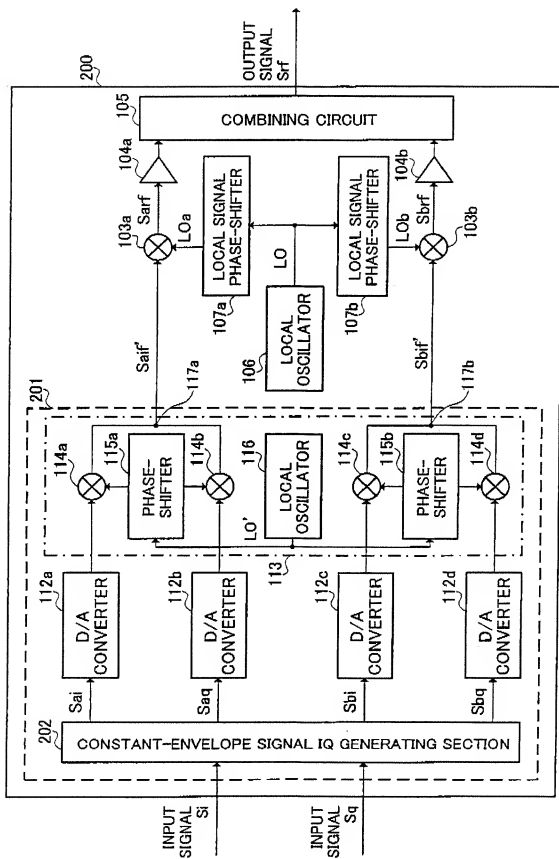 200
INPUT
SIGNAL
Si
INPUT
SIGNAL
Sq
201
202
CONSTANT-ENVELOPE SIGNAL IQ GENERATING SECTION
Sai
Saq
Sbi
Sbq
112a
D/A
CONVERTER
112b
D/A
CONVERTER
112c
D/A
CONVERTER
112d
D/A
CONVERTER
113
114a
115a
PHASE-
SHIFTER
114b
LO'
116
LOCAL
OSCILLATOR
114c
115b
PHASE-
SHIFTER
114d
117a
117b
Saif'
Sbif'
106
LOCAL
OSCILLATOR
LO
103a
LOa
LOCAL SIGNAL
PHASE-SHIFTER
107a
LOCAL SIGNAL
PHASE-SHIFTER
107b
LOb
103b
Sarf
Sbrf
104a
104b
105
COMBINING CIRCUIT
OUTPUT
SIGNAL
Srf